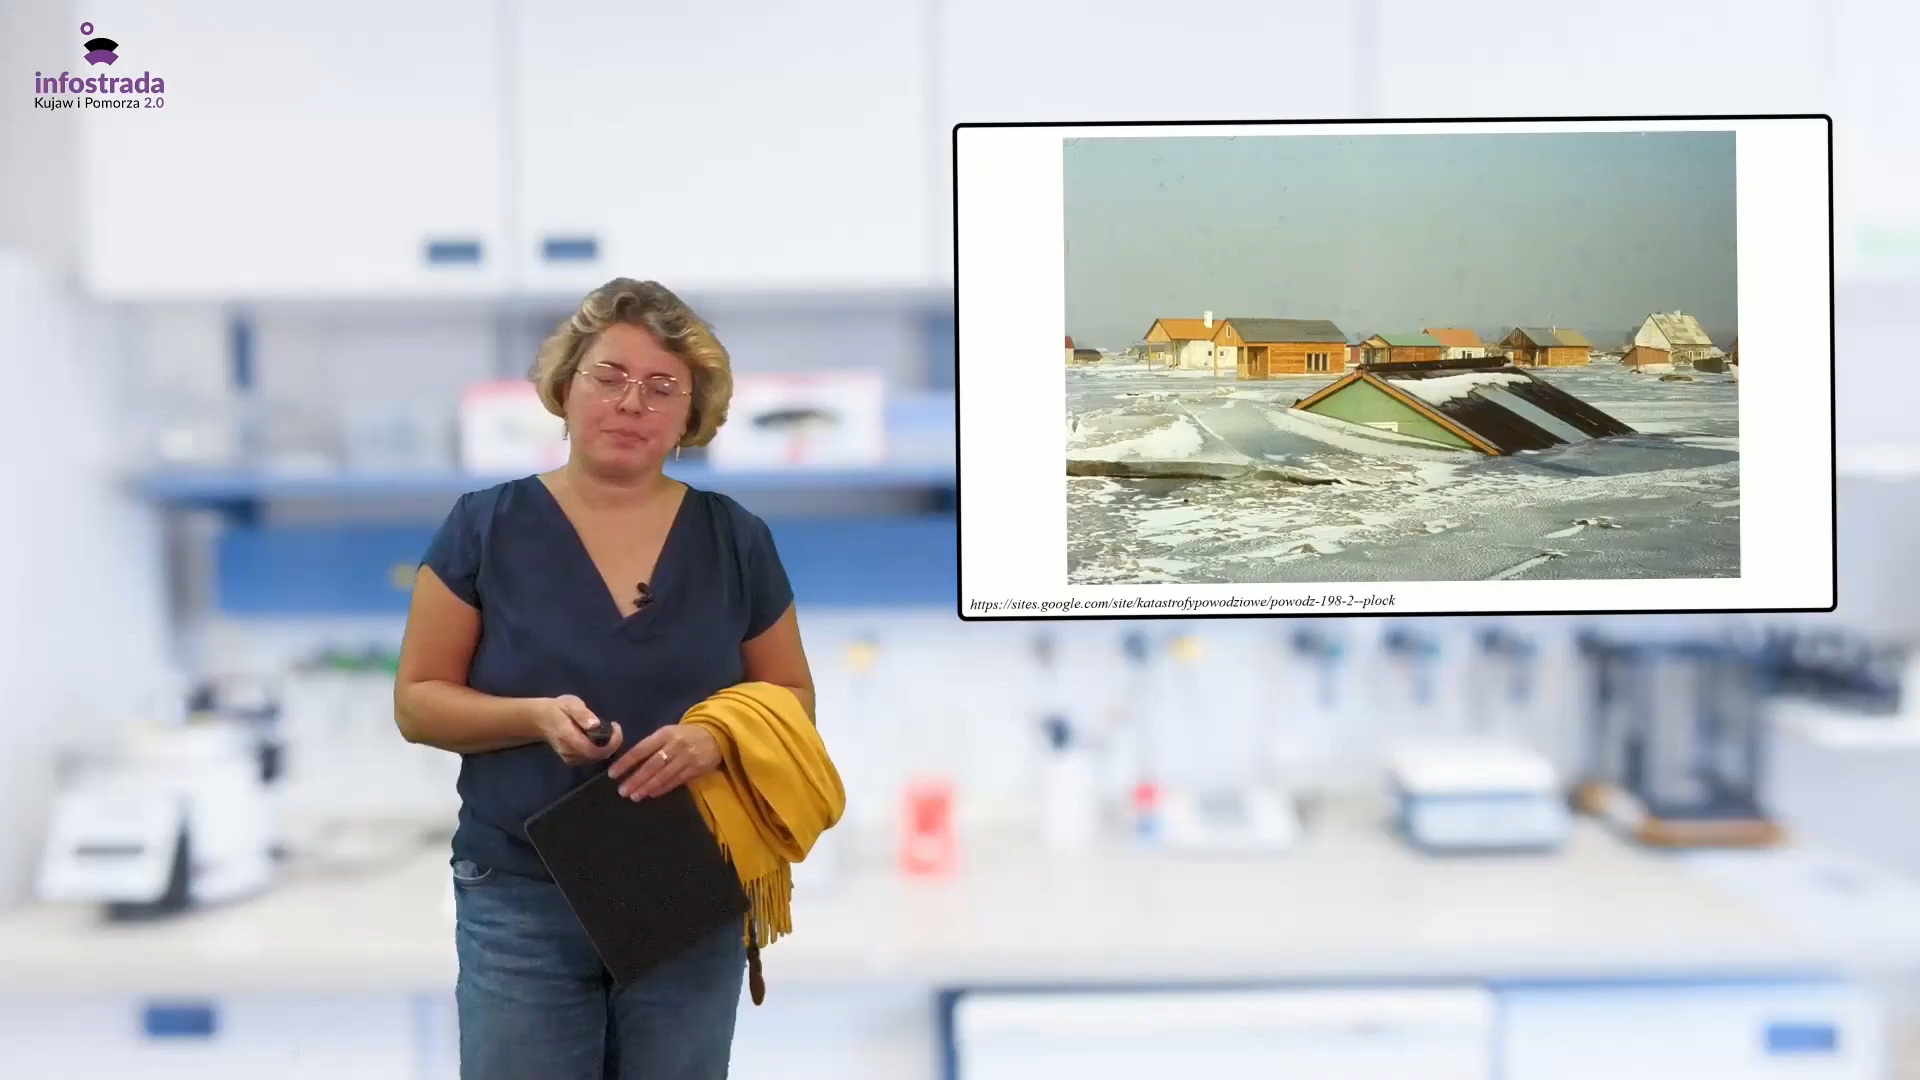 infostrada
Kujaw i Pomorza 2.0
https://sites.google.com/site/katastrofypowodziowe/powodz-198-2--plock